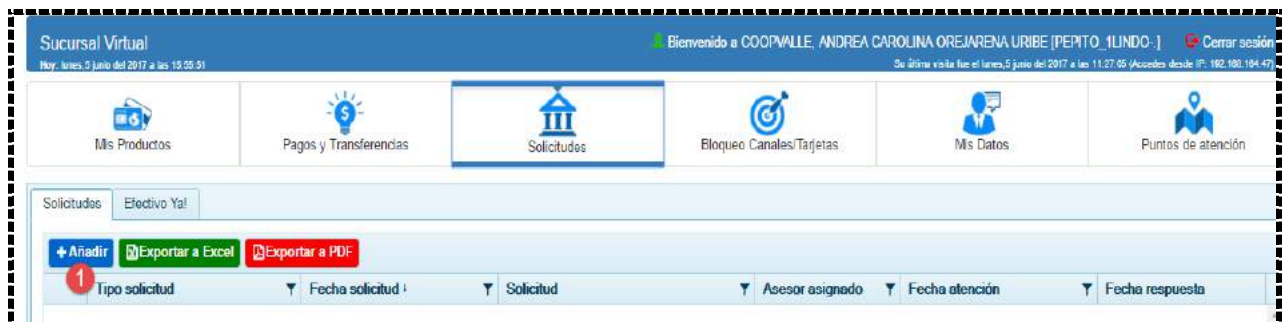 Sucursal Virtual
Bienvenido a COOPVALLE, ANDREA CAROLINA OREJARENA URIBE [PEPITO_1LINDO-.] Cerrar sesión
Hoy: lunes,5 junio del 2017 a las 15:55:51
Su última visita fue el lunes,5 junio del 2017 a las 11:27:05 (Accedes desde IP: 192.168.164.47)
Mis Productos
Pagos y Transferencias
Solicitudes
Bloqueo Canales/Tarjetas
Mis Datos
Puntos de atención
Solicitudes Efectivo Ya!
+Añadir Exportar a Excel Exportar a PDF
1
Tipo solicitud Fecha solicitud ↓ Solicitud Asesor asignado Fecha atención Fecha respuesta